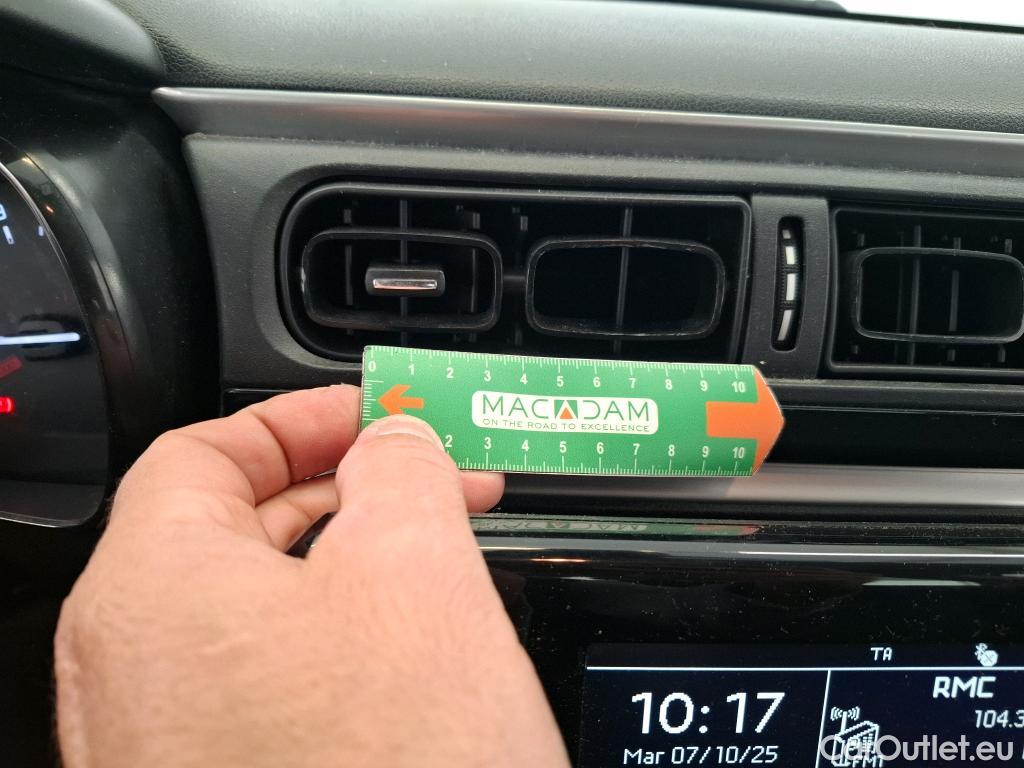 0 1 2 3 4 5 6 7 8 9 10
MACADAM
ON THE ROAD TO EXCELLENCE
2 3 4 5 6 7 8 9 10
TA
10:17
RMC
104.3
Mar 07/10/25
FM1
CarOutlet.eu